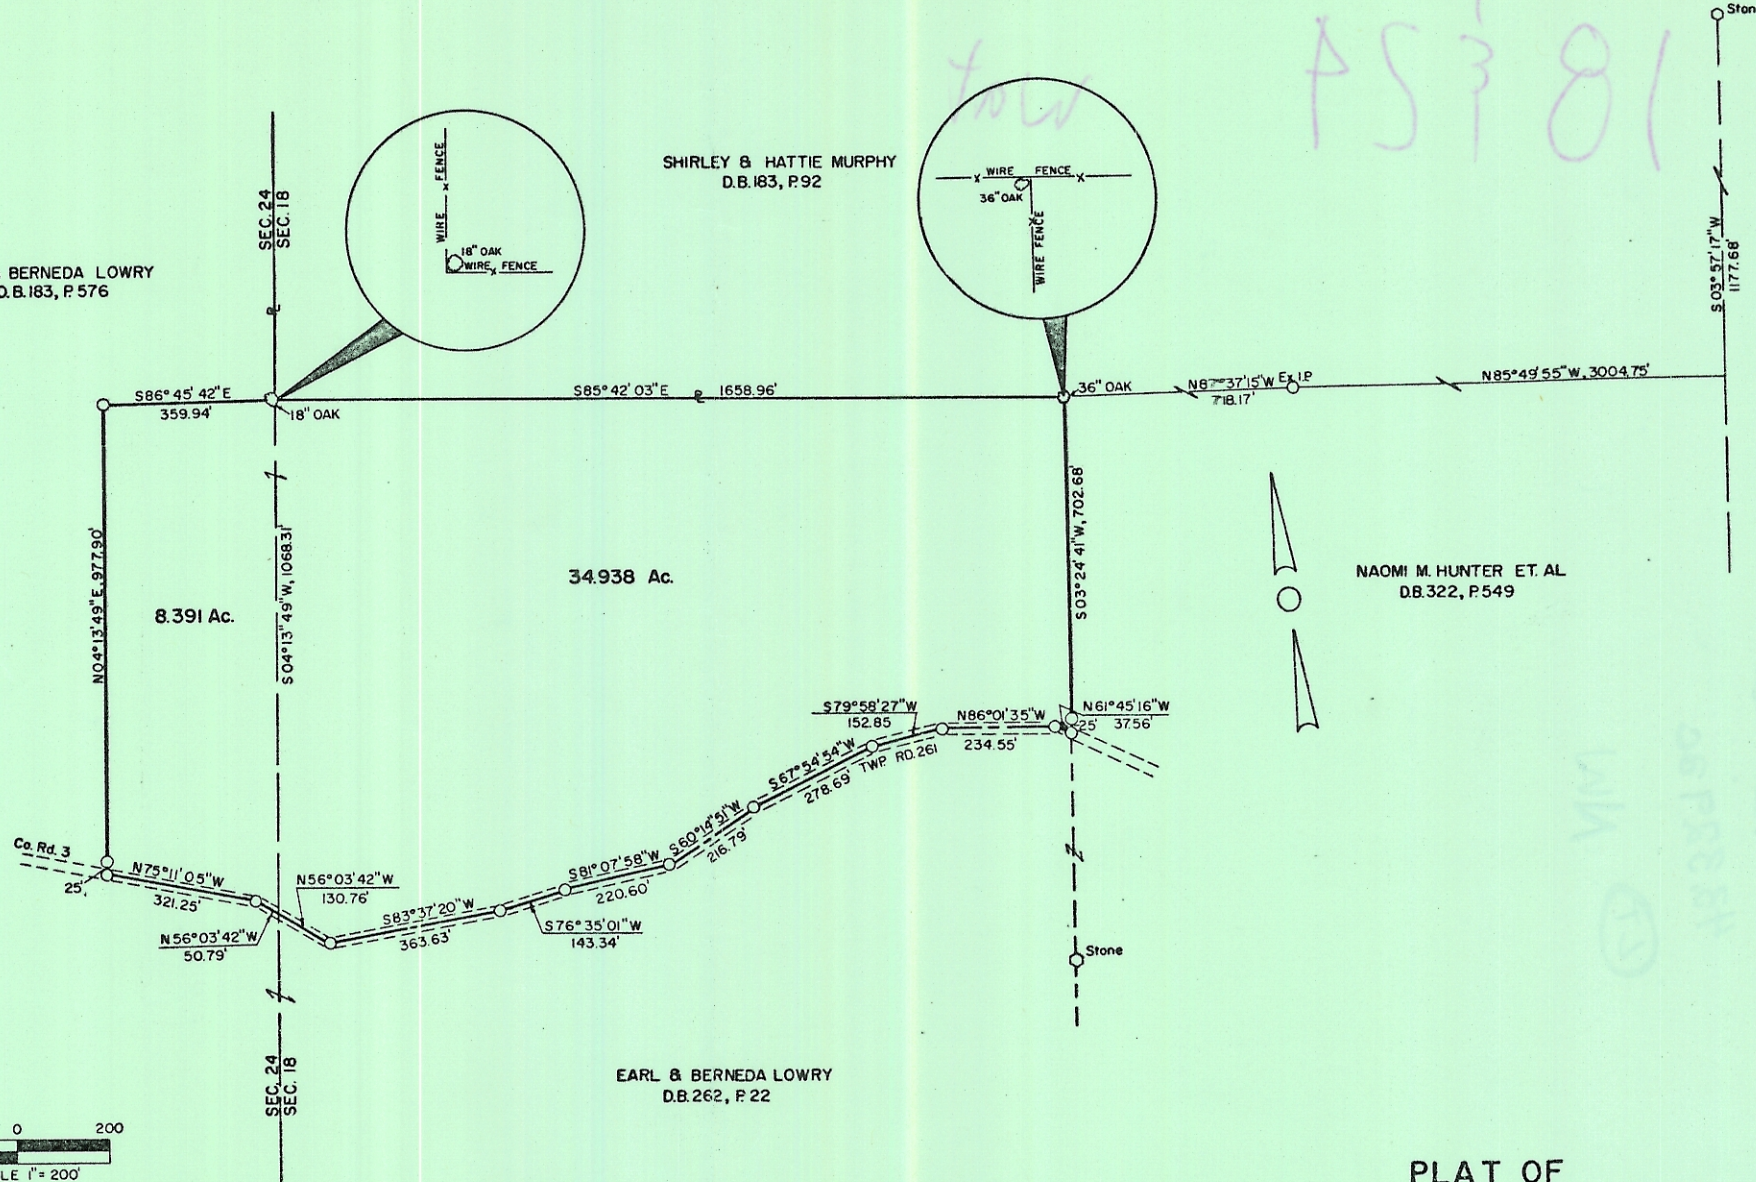 Ston
18 & 24
SHIRLEY & HATTIE MURPHY
D.B.183, P.92
WIRE FENCE
18" OAK
WIRE FENCE
WIRE FENCE
36" OAK
WIRE FENCE
SEC. 24
SEC. 18
BERNEDA LOWRY
D.B.183, P. 576
S 03° 57' 17" W
1177.68'
S86° 45' 42" E
359.94'
18" OAK
S85° 42' 03" E
1658.96'
36" OAK
N87° 37' 15" W
718.17'
Ex. I.P.
N85° 49' 55" W, 3004.75'
N04° 13' 49" E, 977.90'
S04° 13' 49" W, 1068.31'
S 03° 24' 41" W, 702.68'
8.391 Ac.
34.938 Ac.
NAOMI M. HUNTER ET. AL
D.B. 322, P. 549
S79° 58' 27" W
152.85
N86° 01' 35" W
234.55'
N61° 45' 16" W
37.56'
25'
S67° 54' 54" W
278.69'
TWP. RD. 261
S60° 14' 51" W
216.79'
S81° 07' 58" W
220.60'
S76° 35' 01" W
143.34'
S83° 37' 20" W
363.63'
N56° 03' 42" W
130.76'
N56° 03' 42" W
50.79'
N75° 11' 05" W
321.25'
Co. Rd. 3
25'
Stone
SEC. 24
SEC. 18
EARL & BERNEDA LOWRY
D.B. 262, P. 22
0 200
LE 1" = 200'
PLAT OF